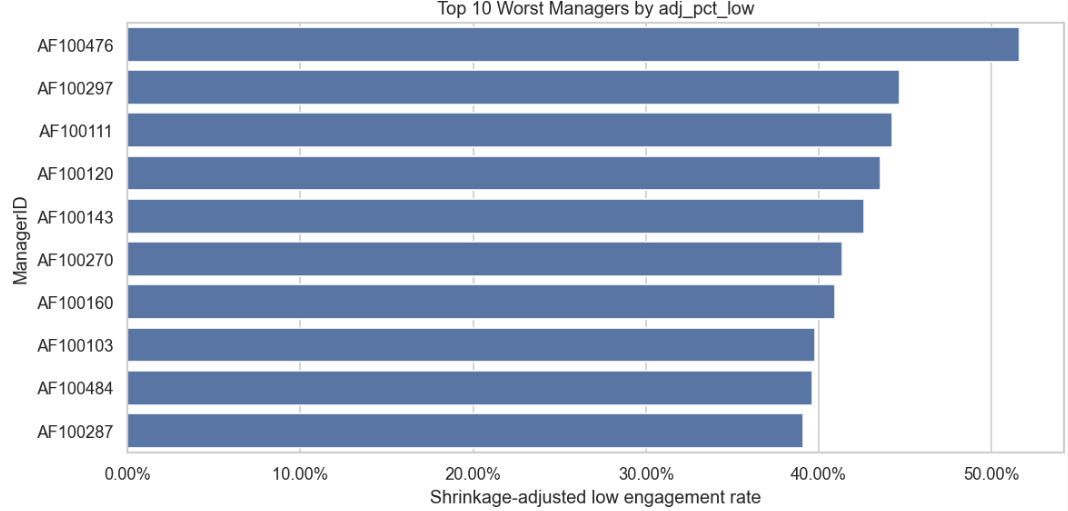 Top 10 Worst Managers by adj_pct_low
ManagerID
AF100476
AF100297
AF100111
AF100120
AF100143
AF100270
AF100160
AF100103
AF100484
AF100287
0.00% 10.00% 20.00% 30.00% 40.00% 50.00%
Shrinkage-adjusted low engagement rate